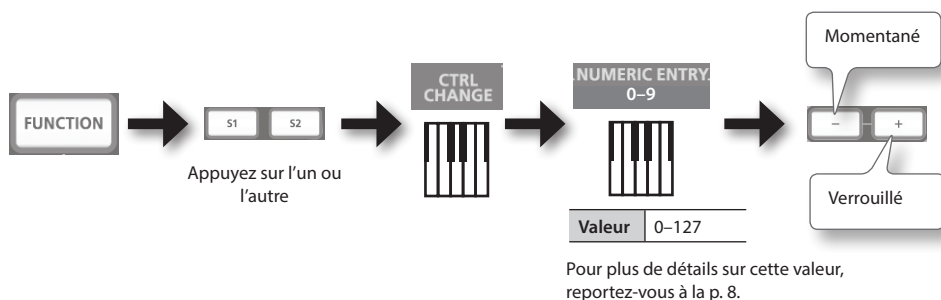 FUNCTION
S1 S2
Appuyez sur l’un ou
l’autre
CTRL
CHANGE
NUMERIC ENTRY
0–9
Valeur 0–127
Pour plus de détails sur cette valeur,
reportez-vous à la p. 8.
Momentané
– +
Verrouillé